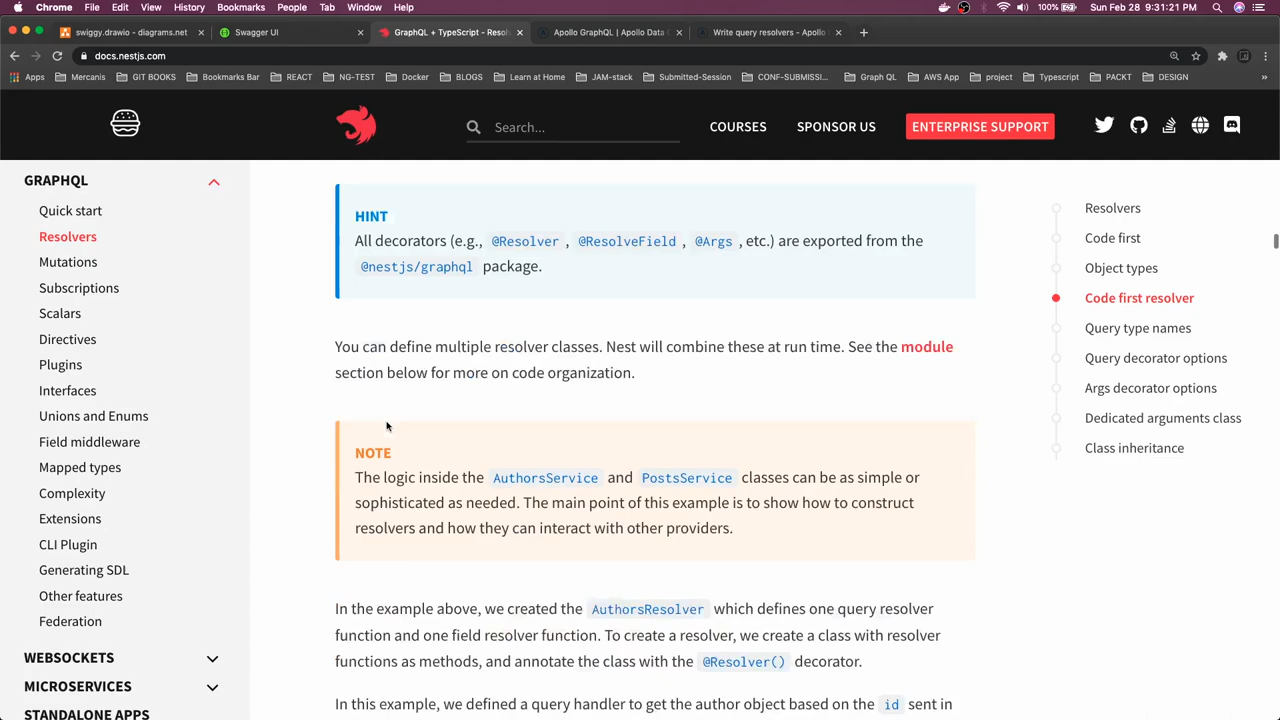 Chrome File Edit View History Bookmarks People Tab Window Help 100% Sun Feb 28 9:31:21 PM
swiggy.drawio - diagrams.net Swagger UI GraphQL + TypeScript - Resol Apollo GraphQL | Apollo Data Write query resolvers - Apollo
docs.nestjs.com
Apps Mercanis GIT BOOKS Bookmarks Bar REACT NG-TEST Docker BLOGS Learn at Home JAM-stack Submitted-Session CONF-SUBMISSI... Graph QL AWS App project Typescript PACKT DESIGN »
Search... COURSES SPONSOR US ENTERPRISE SUPPORT
GRAPHQL
Quick start
Resolvers
Mutations
Subscriptions
Scalars
Directives
Plugins
Interfaces
Unions and Enums
Field middleware
Mapped types
Complexity
Extensions
CLI Plugin
Generating SDL
Other features
Federation
WEBSOCKETS
MICROSERVICES
STANDALONE APPS
HINT
All decorators (e.g., @Resolver, @ResolveField, @Args, etc.) are exported from the
@nestjs/graphql package.
You can define multiple resolver classes. Nest will combine these at run time. See the module
section below for more on code organization.
NOTE
The logic inside the AuthorsService and PostsService classes can be as simple or
sophisticated as needed. The main point of this example is to show how to construct
resolvers and how they can interact with other providers.
In the example above, we created the AuthorsResolver which defines one query resolver
function and one field resolver function. To create a resolver, we create a class with resolver
functions as methods, and annotate the class with the @Resolver() decorator.
In this example, we defined a query handler to get the author object based on the id sent in
Resolvers
Code first
Object types
Code first resolver
Query type names
Query decorator options
Args decorator options
Dedicated arguments class
Class inheritance